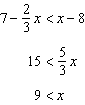 7 − 2/3 x < x − 8
15 < 5/3 x
9 < x